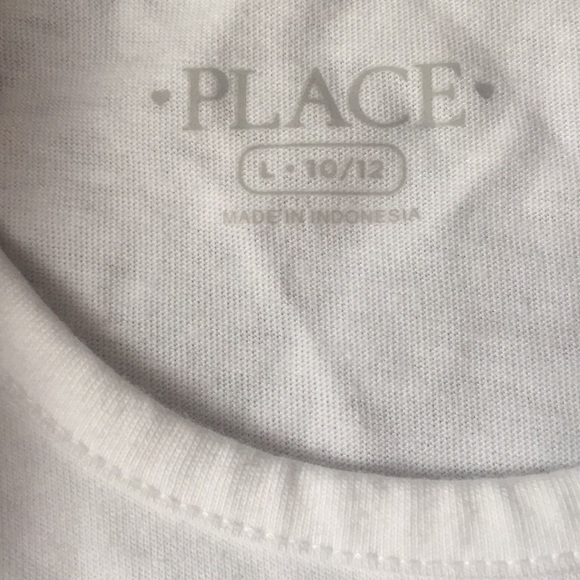 ♥PLACE♥
L • 10/12
MADE IN INDONESIA